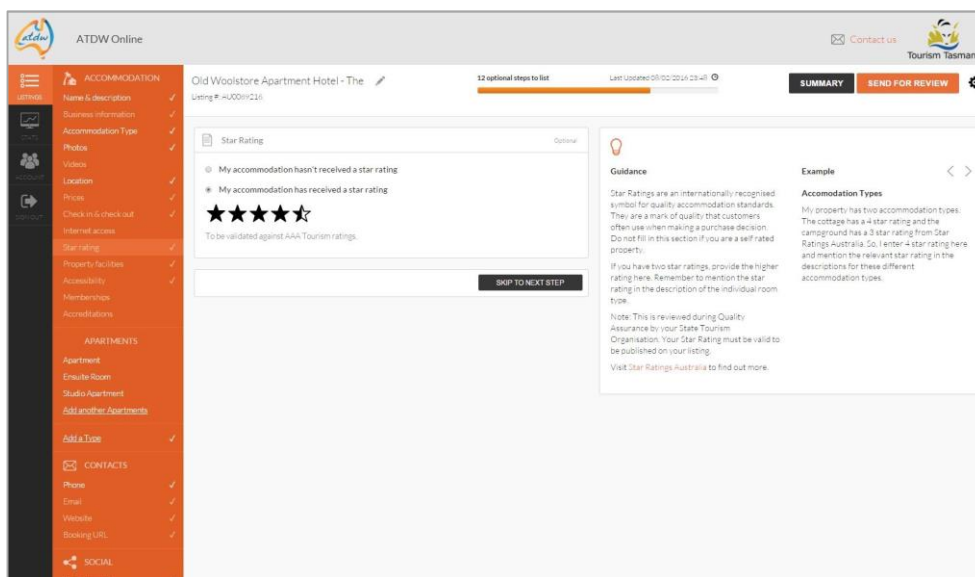 atdw
ATDW Online
Contact us
Tourism Tasman
LISTINGS
STATS
ACCOUNT
SIGN OUT
ACCOMMODATION
Name & description
Business information
Accommodation Type
Photos
Videos
Location
Prices
Check in & check out
Internet access
Star rating
Property facilities
Accessibility
Memberships
Accreditations
APARTMENTS
Apartment
Ensuite Room
Studio Apartment
Add another Apartments
Add a Type
CONTACTS
Phone
Email
Website
Booking URL
SOCIAL
Old Woolstore Apartment Hotel - The
12 optional steps to list
SUMMARY
SEND FOR REVIEW
Star Rating
Optional
My accommodation hasn't received a star rating
My accommodation has received a star rating
To be validated against AAA Tourism ratings.
SKIP TO NEXT STEP
Guidance
Star Ratings are an internationally recognised
symbol for quality accommodation standards.
They are a mark of quality that customers
often use when making a purchase decision.
Do not fill in this section if you are a self rated
property.
If you have two star ratings, provide the higher
rating here. Remember to mention the star
rating in the description of the individual room
type.
Note: This is reviewed during Quality
Assurance by your State Tourism
Organisation. Your Star Rating must be valid to
be published on your listing.
Visit Star Ratings Australia to find out more.
Example
Accomodation Types
My property has two accommodation types.
The cottage has a 4 star rating and the
campground has a 3 star rating from Star
Ratings Australia. So, I enter 4 star rating here
and mention the relevant star rating in the
descriptions for these different
accommodation types.